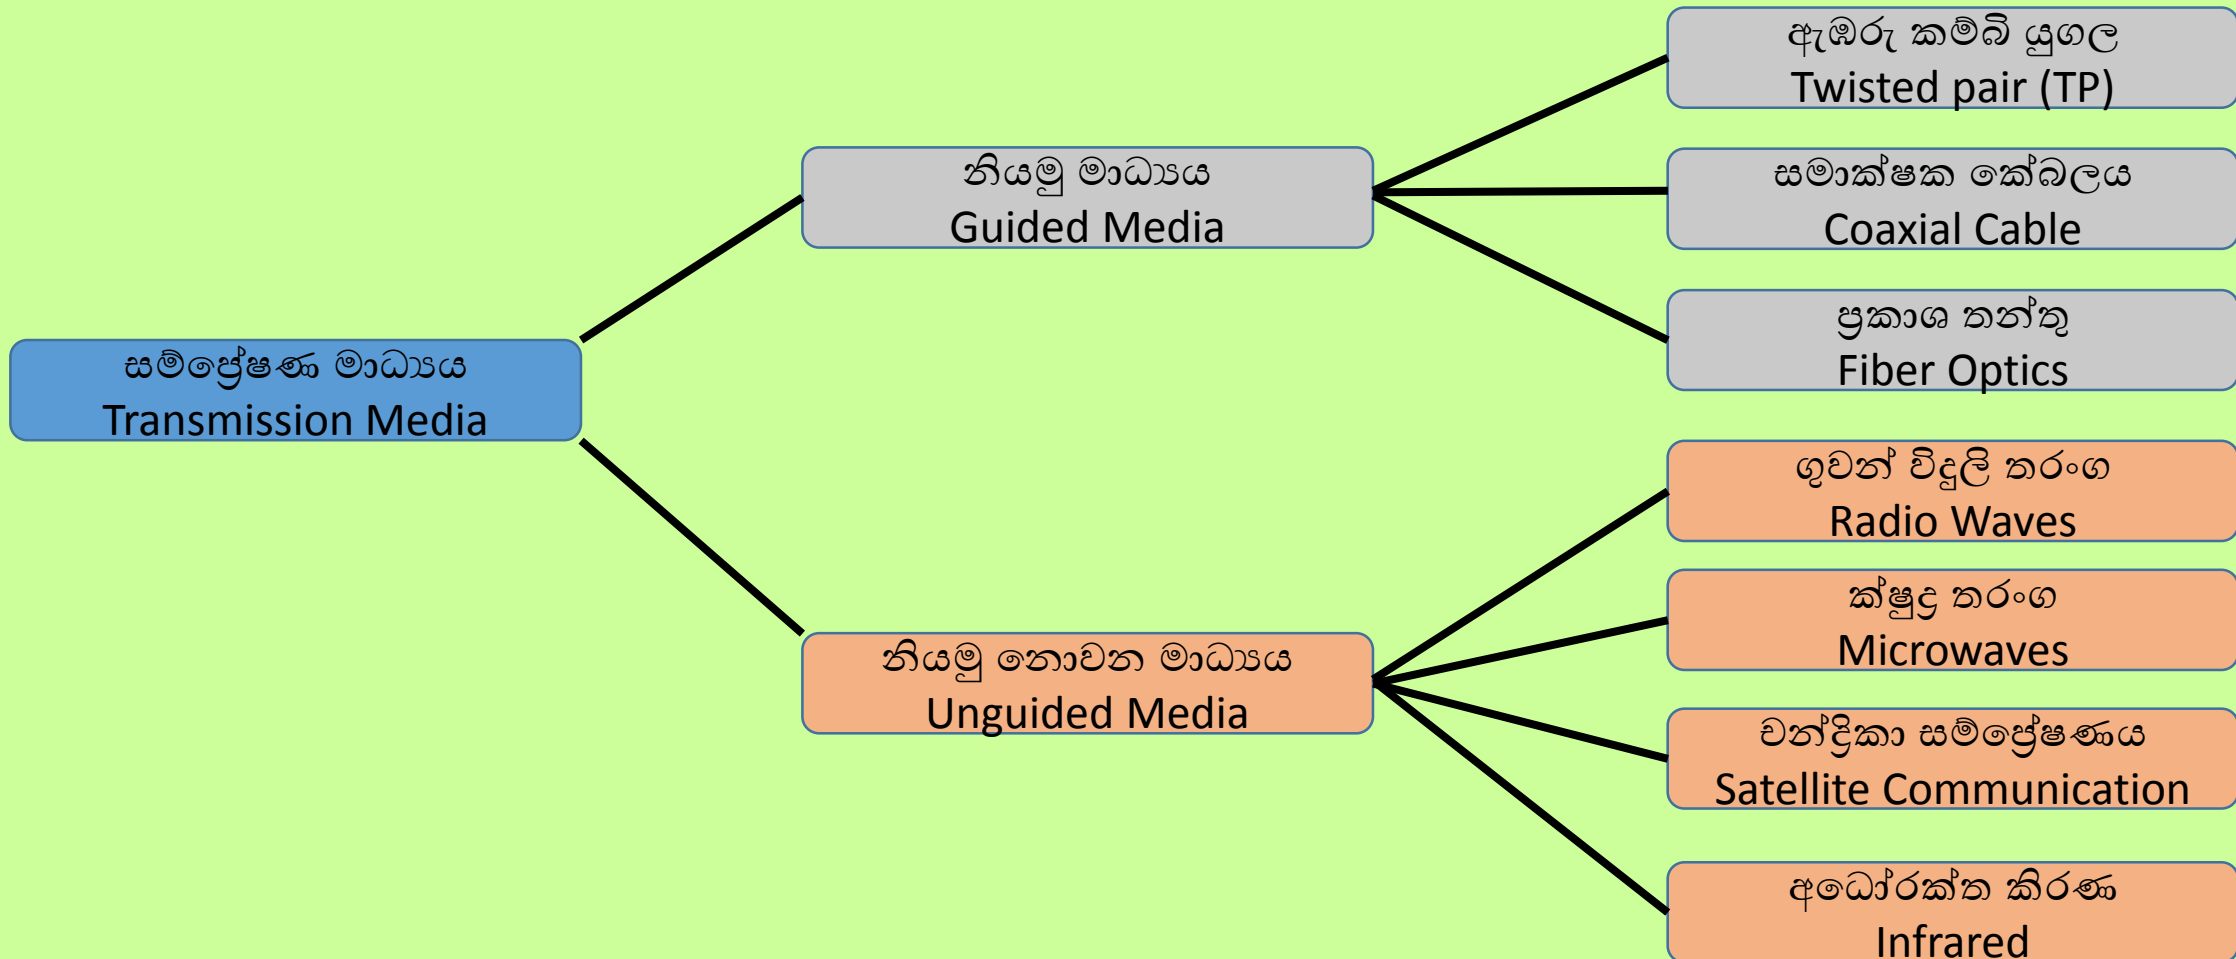 සම්ප්‍රේෂණ මාධ්‍යය
Transmission Media
නියමු මාධ්‍යය
Guided Media
ඇඹරු කම්බි යුගල
Twisted pair (TP)
සමාක්ෂක කේබලය
Coaxial Cable
ප්‍රකාශ තන්තු
Fiber Optics
නියමු නොවන මාධ්‍යය
Unguided Media
ගුවන් විදුලි තරංග
Radio Waves
ක්ෂුද්‍ර තරංග
Microwaves
චන්ද්‍රිකා සම්ප්‍රේෂණය
Satellite Communication
අධෝරක්ත කිරණ
Infrared